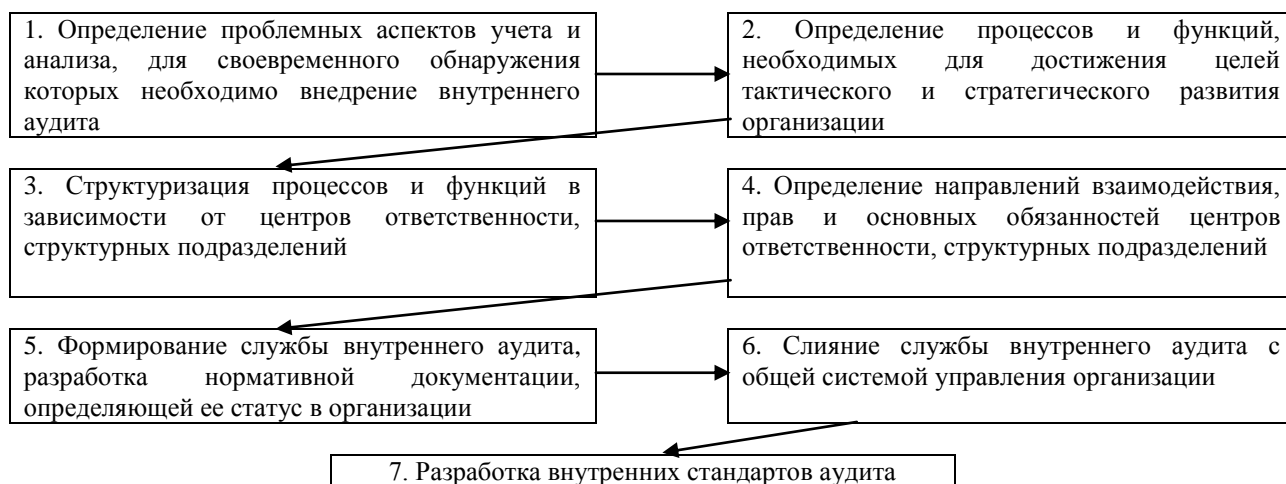 1. Определение проблемных аспектов учета и
анализа, для своевременного обнаружения
которых необходимо внедрение внутреннего
аудита
2. Определение процессов и функций,
необходимых для достижения целей
тактического и стратегического развития
организации
3. Структуризация процессов и функций в
зависимости от центров ответственности,
структурных подразделений
4. Определение направлений взаимодействия,
прав и основных обязанностей центров
ответственности, структурных подразделений
5. Формирование службы внутреннего аудита,
разработка нормативной документации,
определяющей ее статус в организации
6. Слияние службы внутреннего аудита с
общей системой управления организации
7. Разработка внутренних стандартов аудита